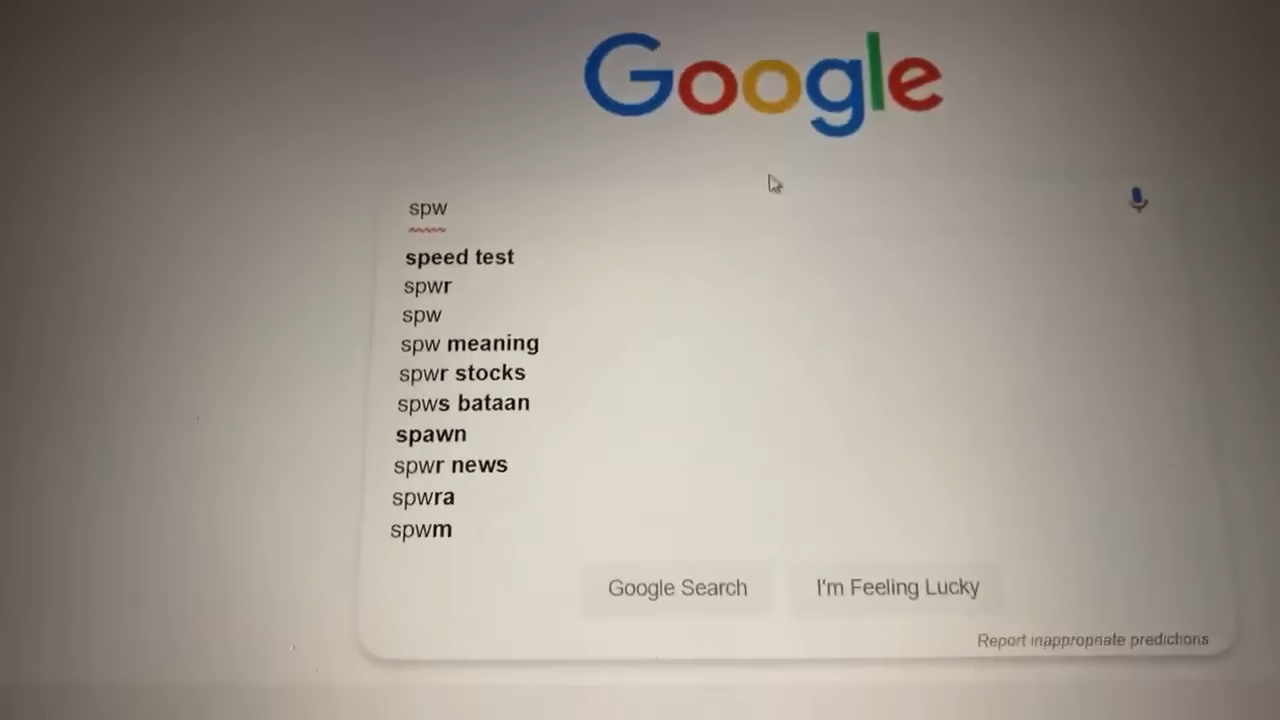 Google
spw
speed test
spwr
spw
spw meaning
spwr stocks
spws bataan
spawn
spwr news
spwra
spwm
Google Search
I'm Feeling Lucky
Report inappropriate predictions